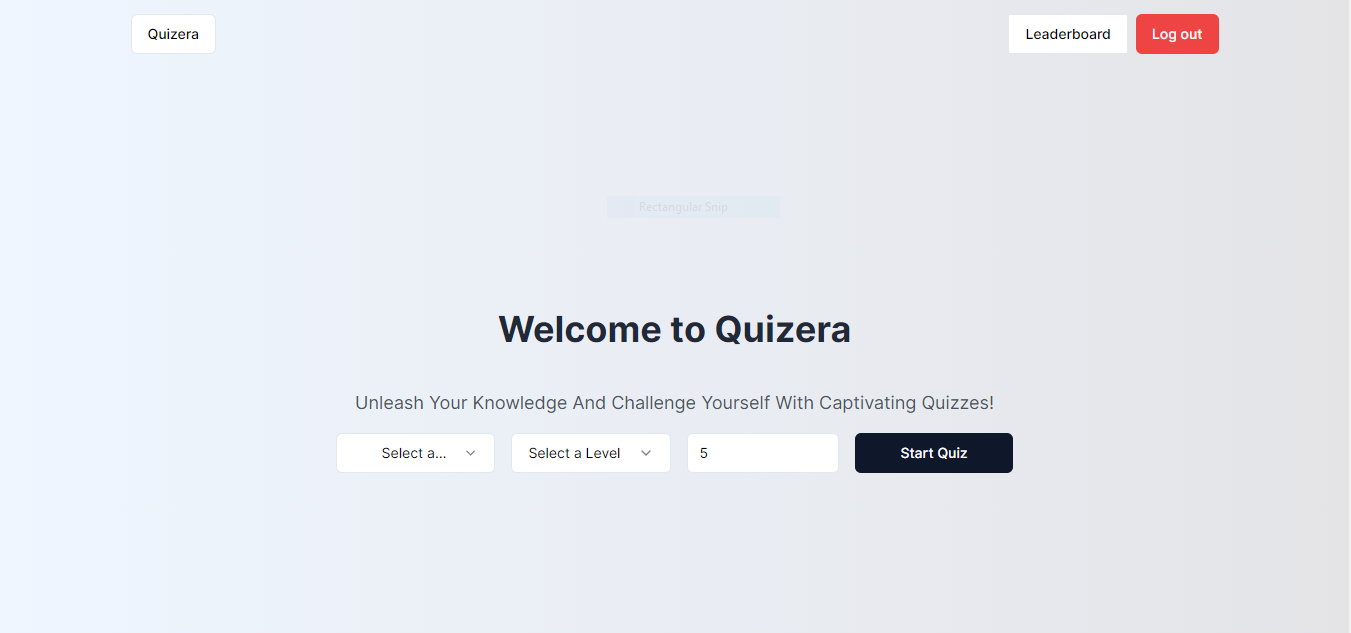 Quizera
Leaderboard
Log out
Rectangular Snip
Welcome to Quizera
Unleash Your Knowledge And Challenge Yourself With Captivating Quizzes!
Select a...
Select a Level
5
Start Quiz